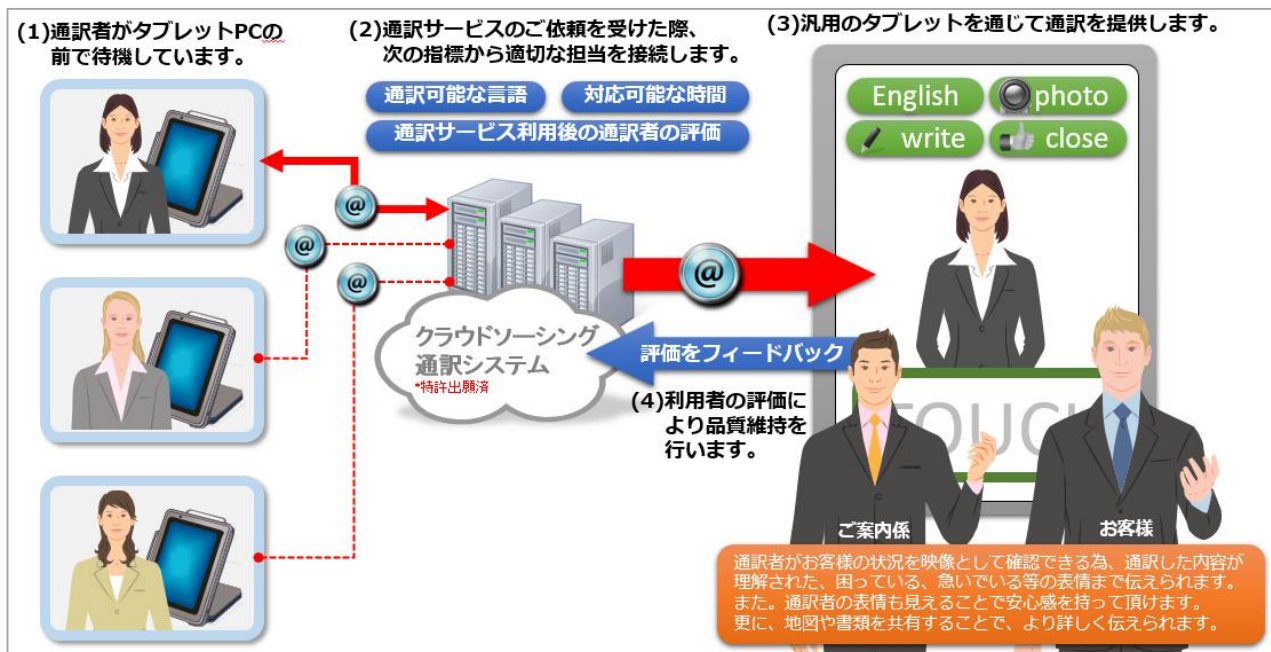 (1)通訳者がタブレットPCの
前で待機しています。
(2)通訳サービスのご依頼を受けた際、
次の指標から適切な担当を接続します。
通訳可能な言語
対応可能な時間
通訳サービス利用後の通訳者の評価
(3)汎用のタブレットを通じて通訳を提供します。
English
photo
write
close
@
@
@
@
クラウドソーシング
通訳システム
*特許出願済
評価をフィードバック
(4)利用者の評価に
より品質維持を
行います。
TOUCH
ご案内係
お客様
通訳者がお客様の状況を映像として確認できる為、通訳した内容が
理解された、困っている、急いでいる等の表情まで伝えられます。
また。通訳者の表情も見えることで安心感を持って頂けます。
更に、地図や書類を共有することで、より詳しく伝えられます。